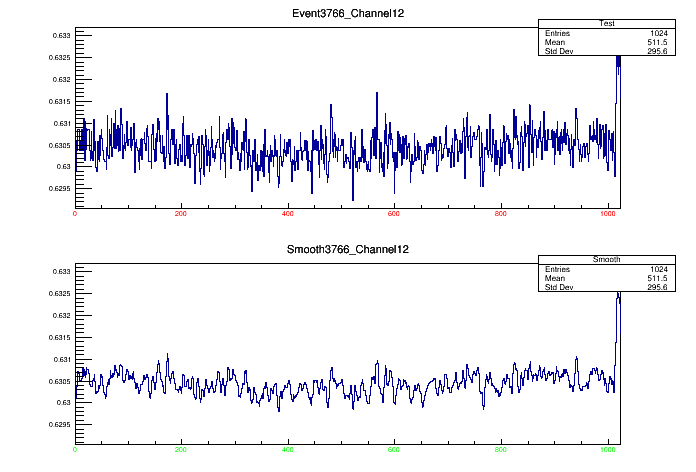 Event3766_Channel12
Test
Entries 1024
Mean 511.5
Std Dev 295.6
0.633
0.6325
0.632
0.6315
0.631
0.6305
0.63
0.6295
0 200 400 600 800 1000
Smooth3766_Channel12
Smooth
Entries 1024
Mean 511.5
Std Dev 295.6
0.633
0.6325
0.632
0.6315
0.631
0.6305
0.63
0.6295
0 200 400 600 800 1000